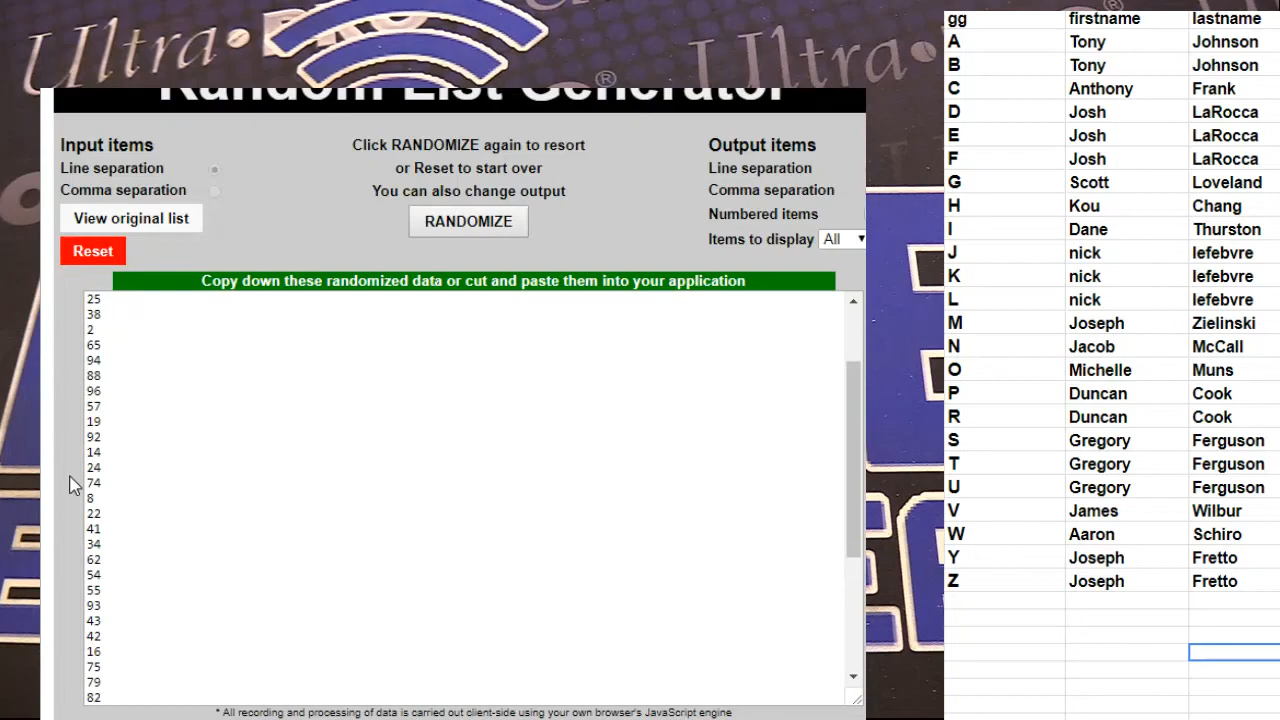 Ultra•PRO
®
Ultra•
®
Random List Generator
Input items
Line separation
Comma separation
View original list
Reset
Click RANDOMIZE again to resort
or Reset to start over
You can also change output
RANDOMIZE
Output items
Line separation
Comma separation
Numbered items
Items to display All
Copy down these randomized data or cut and paste them into your application
25
38
2
65
94
88
96
57
19
92
14
24
74
8
22
41
34
62
54
55
93
43
42
16
75
79
82
* All recording and processing of data is carried out client-side using your own browser's JavaScript engine
gg firstname lastname
A Tony Johnson
B Tony Johnson
C Anthony Frank
D Josh LaRocca
E Josh LaRocca
F Josh LaRocca
G Scott Loveland
H Kou Chang
I Dane Thurston
J nick lefebvre
K nick lefebvre
L nick lefebvre
M Joseph Zielinski
N Jacob McCall
O Michelle Muns
P Duncan Cook
R Duncan Cook
S Gregory Ferguson
T Gregory Ferguson
U Gregory Ferguson
V James Wilbur
W Aaron Schiro
Y Joseph Fretto
Z Joseph Fretto